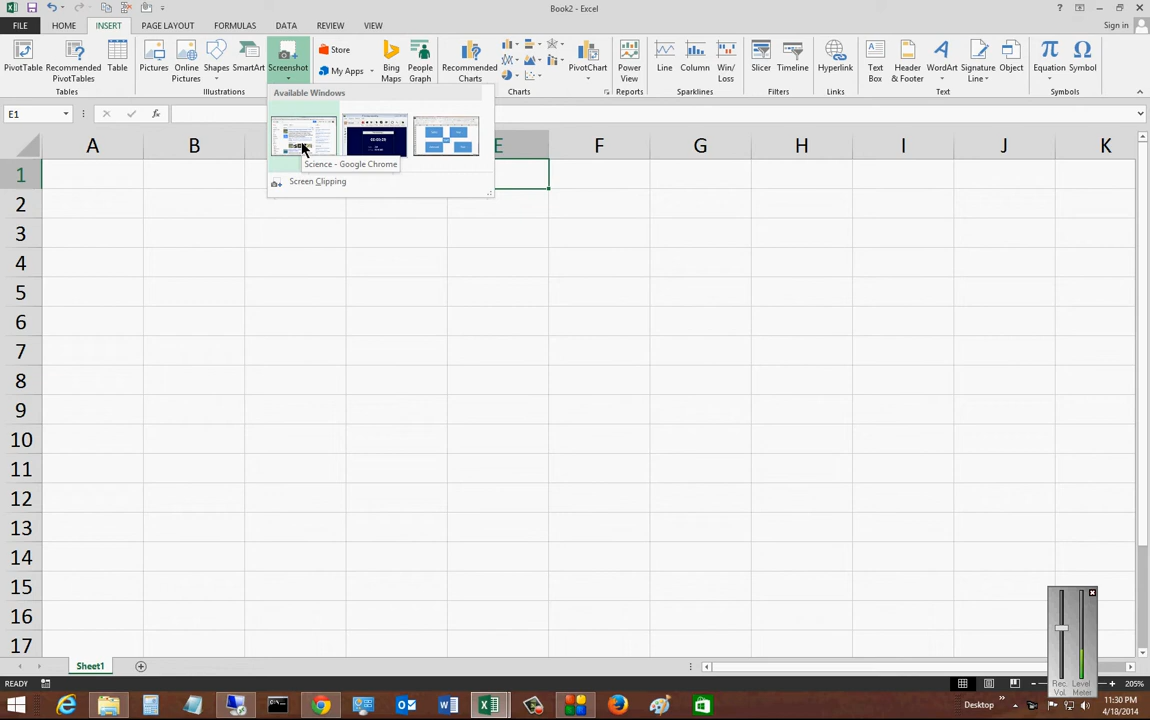 Book2 - Excel
Sign in
FILE HOME INSERT PAGE LAYOUT FORMULAS DATA REVIEW VIEW
PivotTable
Recommended PivotTables
Table
Tables
Pictures
Online Pictures
Shapes
SmartArt
Screenshot
Illustrations
Store
My Apps
Bing Maps
People Graph
Recommended Charts
PivotChart
Charts
Power View
Reports
Line
Column
Win/ Loss
Sparklines
Slicer
Timeline
Filters
Hyperlink
Links
Text Box
Header & Footer
WordArt
Signature Line
Object
Text
Equation
Symbol
Symbols
Available Windows
Science - Google Chrome
Screen Clipping
E1
fx
A B E F G H I J K
1
2
3
4
5
6
7
8
9
10
11
12
13
14
15
16
17
Rec. Vol.
Level Meter
Sheet1
READY
205%
Desktop
11:30 PM
4/18/2014